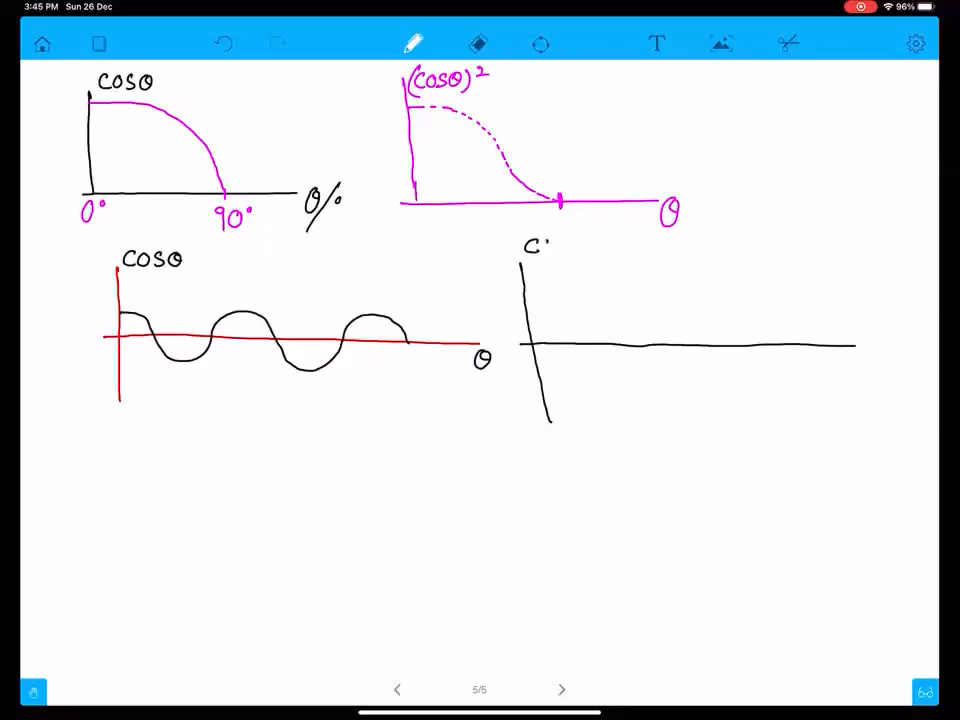 3:45 PM Sun 26 Dec
96%
T
cosθ
(cosθ)²
0°
90°
θ/.
θ
cosθ
θ
c'
5/5